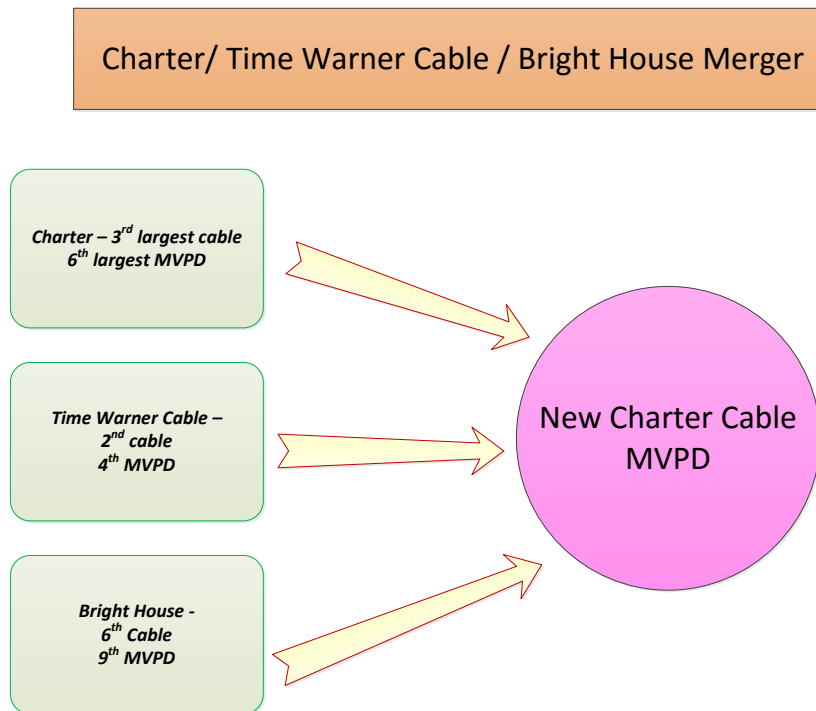 Charter/ Time Warner Cable / Bright House Merger
Charter – 3rd largest cable
6th largest MVPD
Time Warner Cable –
2nd cable
4th MVPD
Bright House -
6th Cable
9th MVPD
New Charter Cable
MVPD